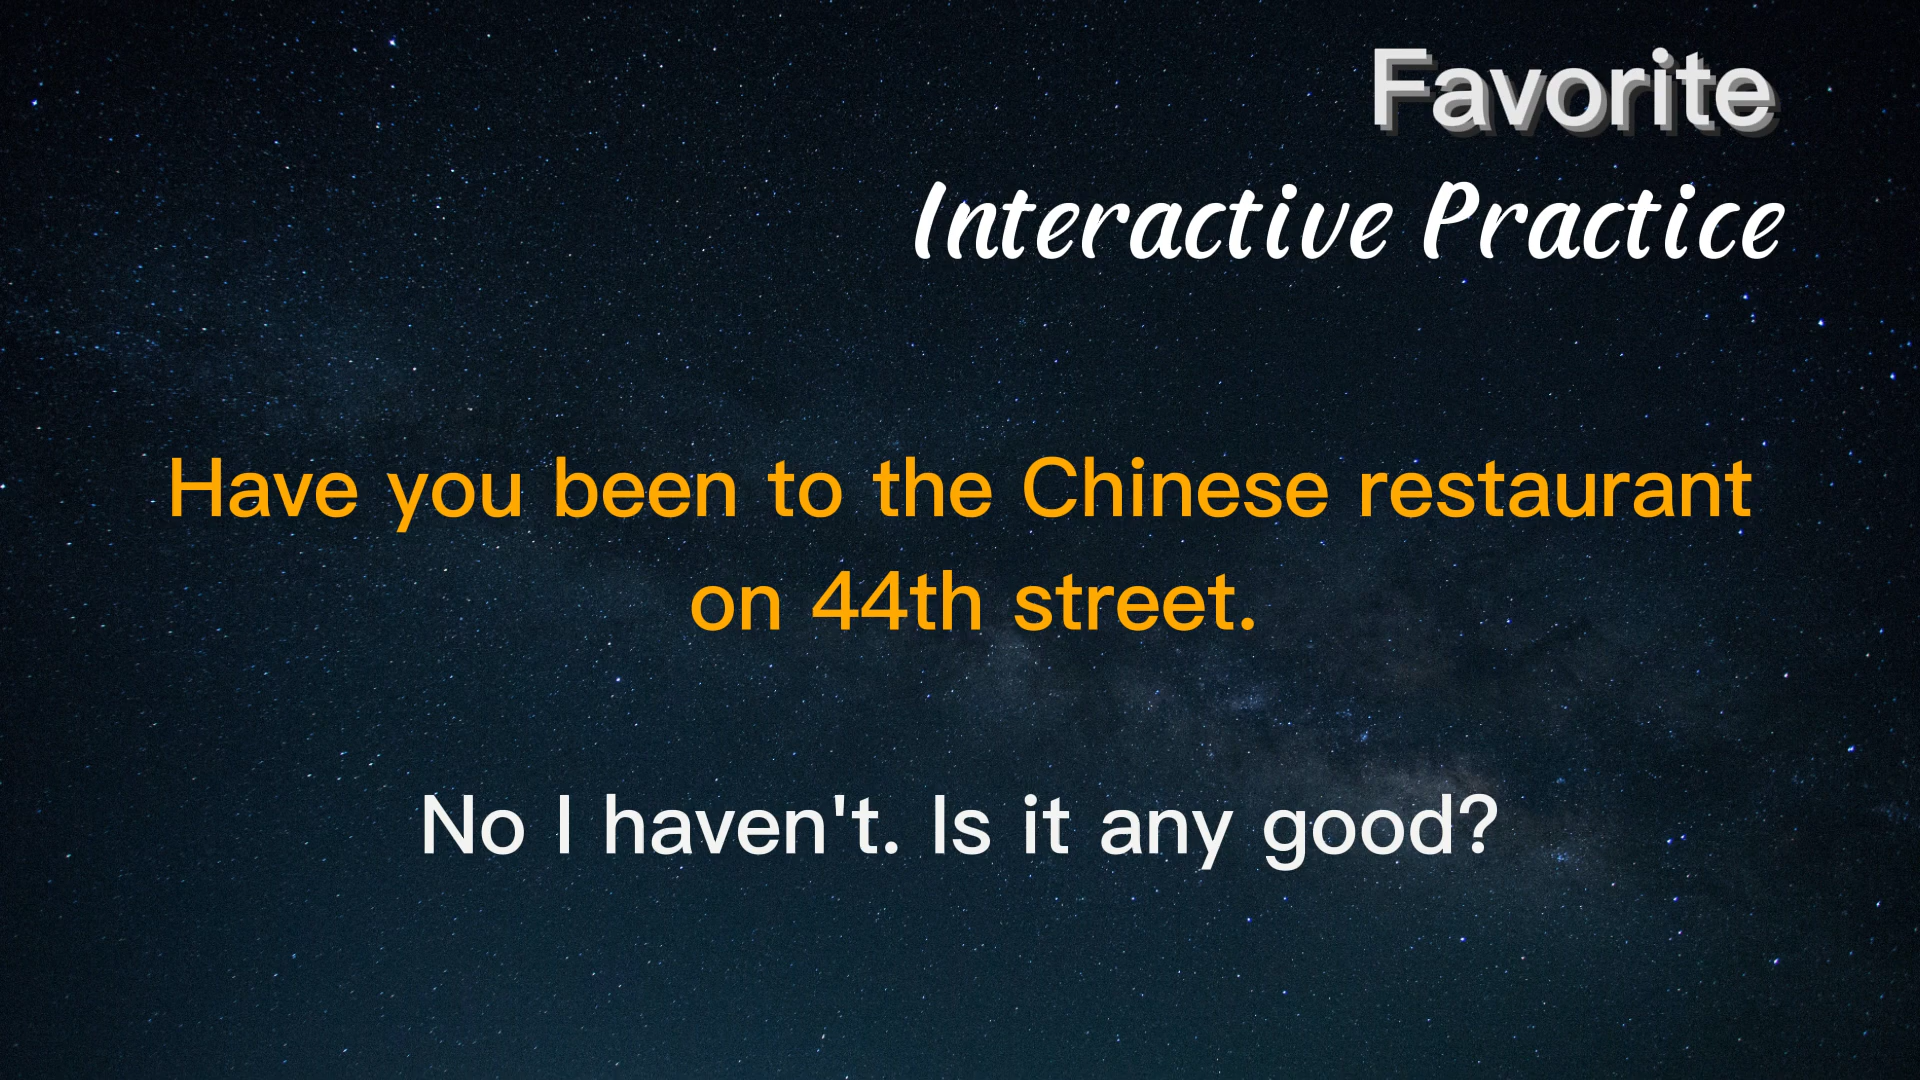 Favorite
Interactive Practice
Have you been to the Chinese restaurant
on 44th street.
No I haven't. Is it any good?